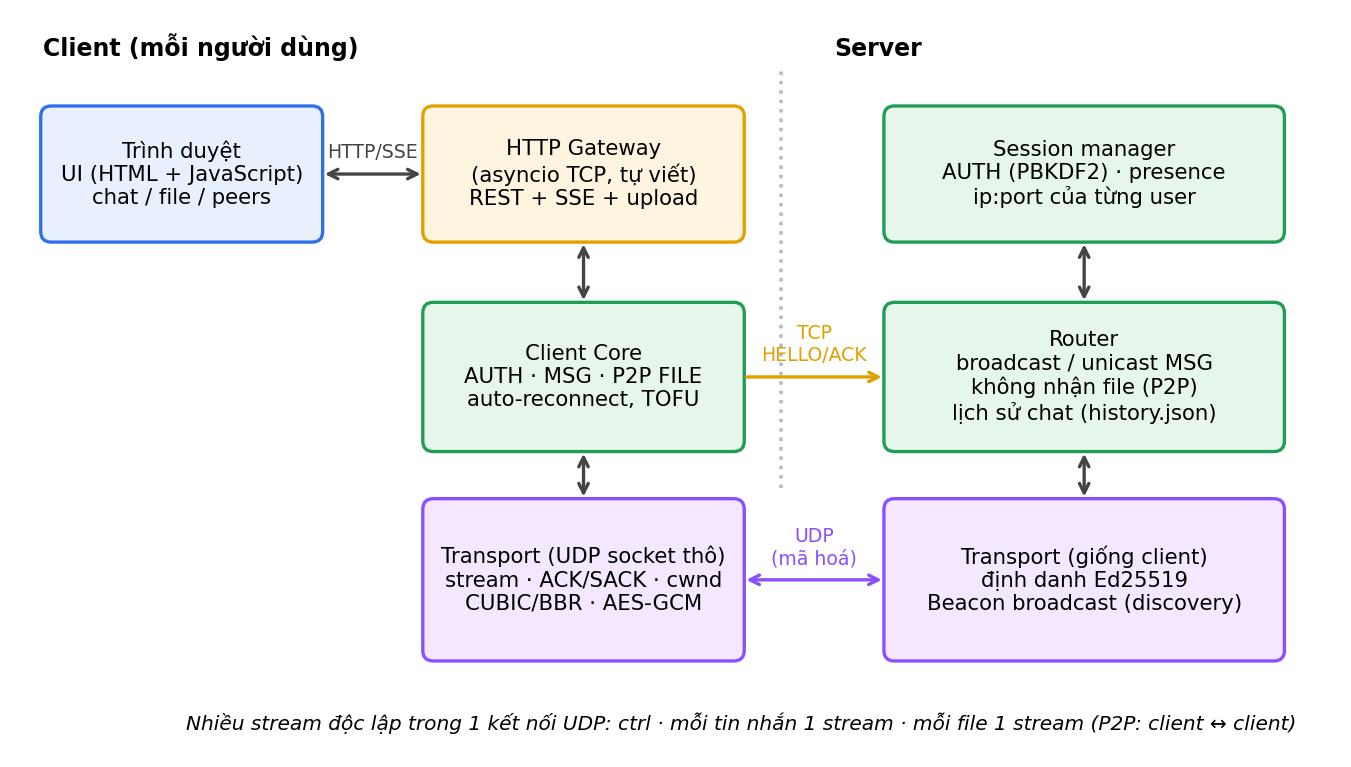 Client (mỗi người dùng)
Server
Trình duyệt
UI (HTML + JavaScript)
chat / file / peers
HTTP/SSE
HTTP Gateway
(asyncio TCP, tự viết)
REST + SSE + upload
Session manager
AUTH (PBKDF2) · presence
ip:port của từng user
Client Core
AUTH · MSG · P2P FILE
auto-reconnect, TOFU
TCP
HELLO/ACK
Router
broadcast / unicast MSG
không nhận file (P2P)
lịch sử chat (history.json)
Transport (UDP socket thô)
stream · ACK/SACK · cwnd
CUBIC/BBR · AES-GCM
UDP
(mã hoá)
Transport (giống client)
định danh Ed25519
Beacon broadcast (discovery)
Nhiều stream độc lập trong 1 kết nối UDP: ctrl · mỗi tin nhắn 1 stream · mỗi file 1 stream (P2P: client ↔ client)